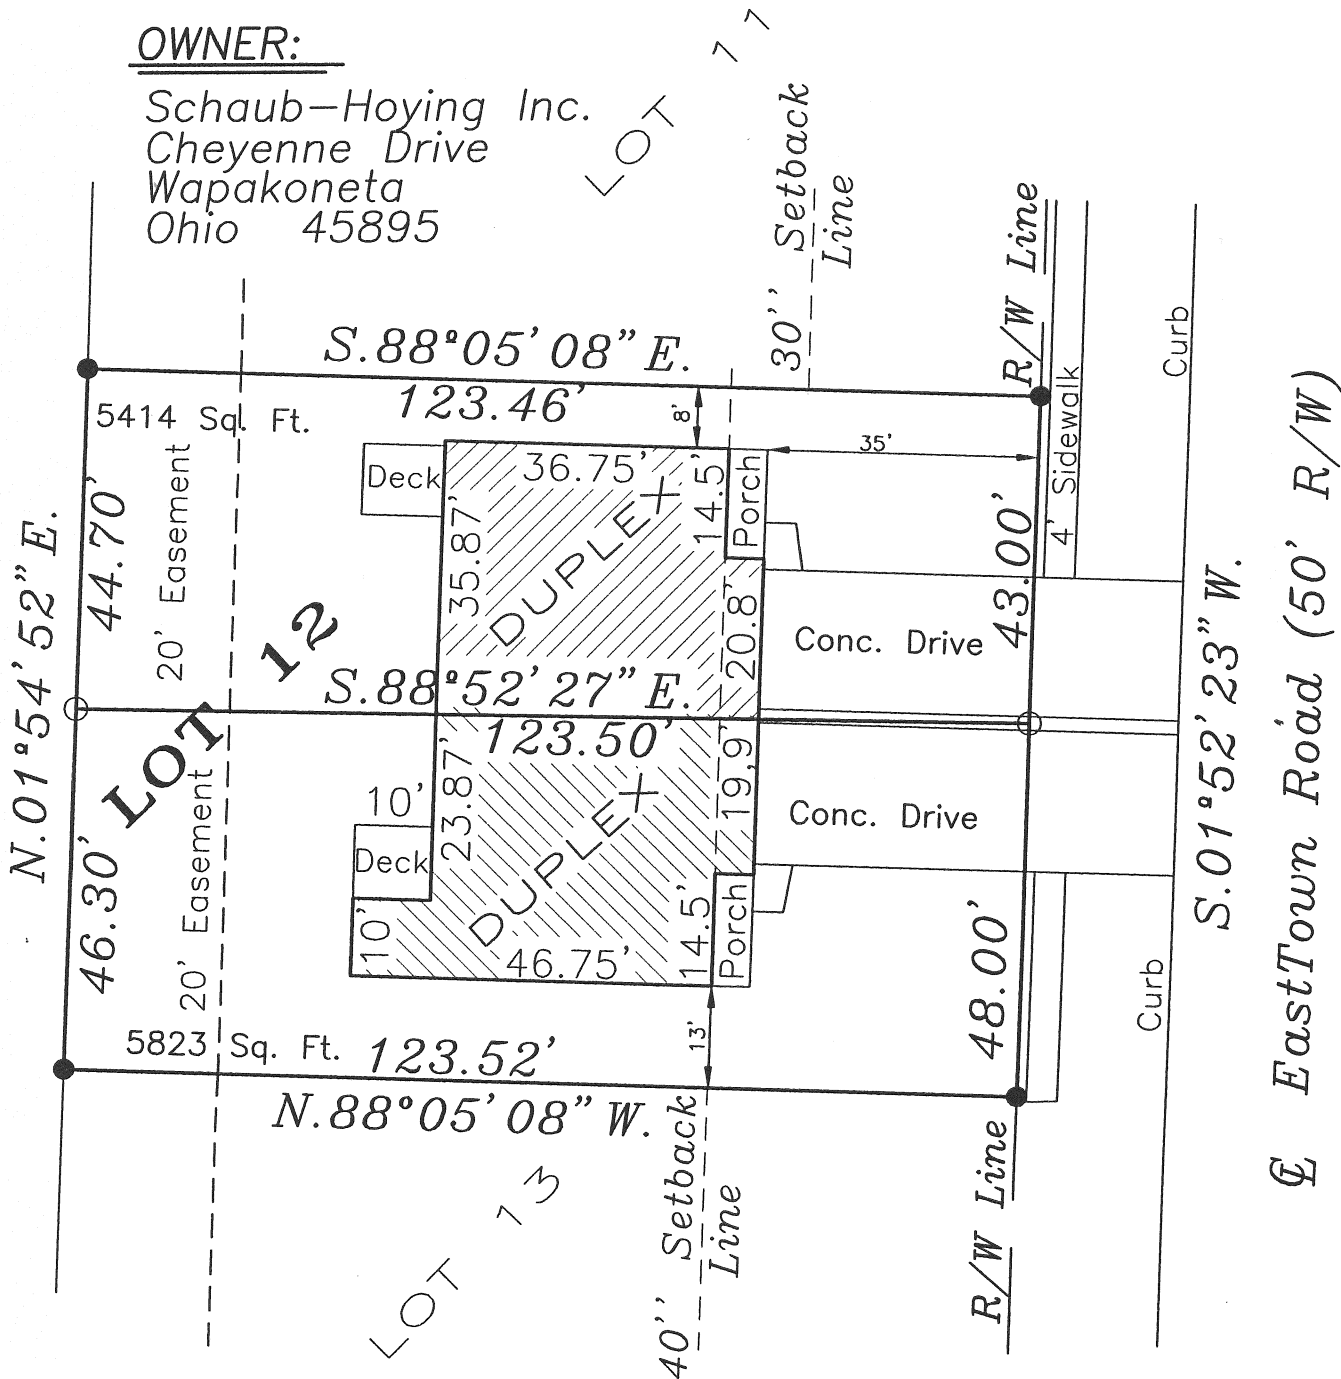 OWNER:
Schaub-Hoying Inc.
Cheyenne Drive
Wapakoneta
Ohio 45895
LOT 11
30'' Setback
Line
R/W Line
Curb
4' Sidewalk
S.88°05'08" E.
123.46'
5414 Sq. Ft.
8'
35'
Deck
36.75'
14.5'
Porch
DUPLEX
35.87'
20.8'
43.00'
Conc. Drive
N.01°54'52" E.
44.70'
20' Easement
LOT 12
S.88°52'27" E.
123.50'
S.01°52'23" W.
℄ EastTown Road (50' R/W)
46.30'
20' Easement
10'
Deck
10'
23.87'
DUPLEX
19,9'
Conc. Drive
46.75'
14.5'
Porch
48.00'
Curb
13'
5823 Sq. Ft.
123.52'
N.88°05'08" W.
LOT 13
40'' Setback
Line
R/W Line